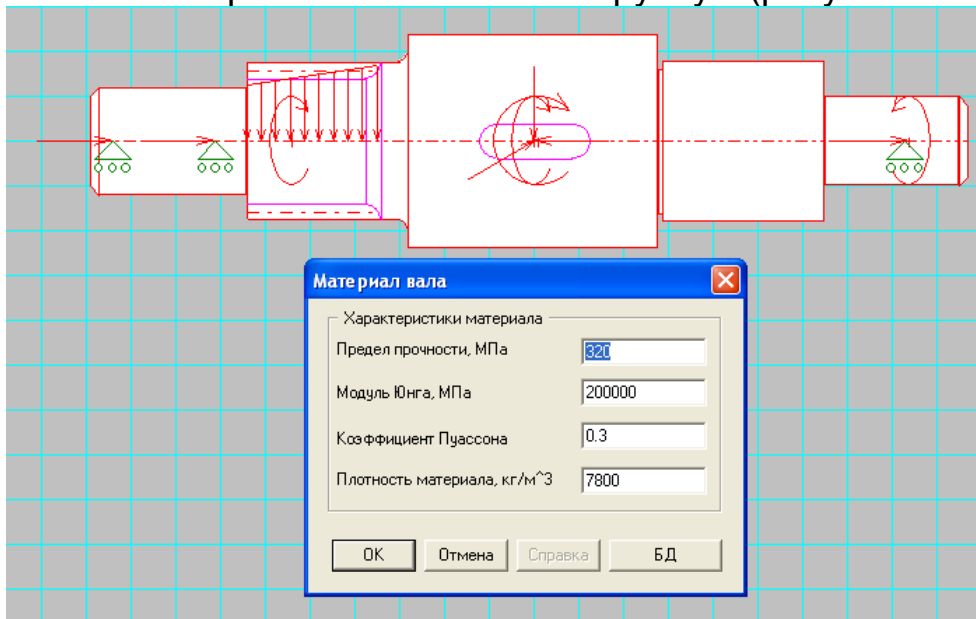 Материал вала
Характеристики материала
Предел прочности, МПа 320
Модуль Юнга, МПа 200000
Коэффициент Пуассона 0.3
Плотность материала, кг/м^3 7800
ОК Отмена Справка БД